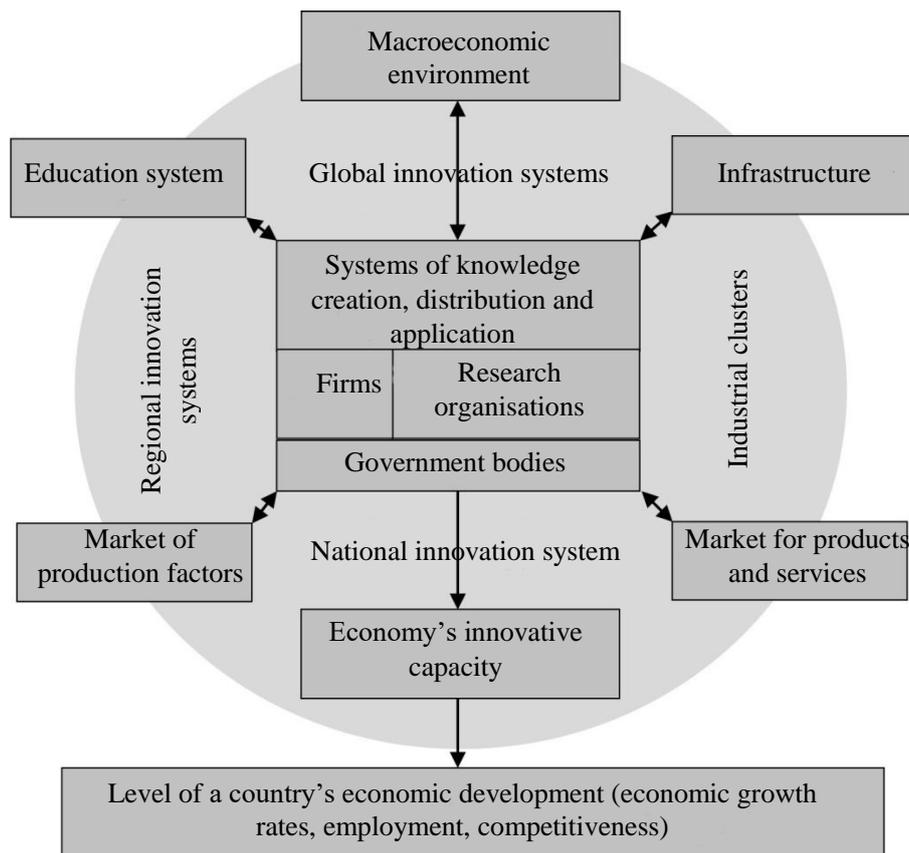 Macroeconomic
environment
Education system
Global innovation systems
Infrastructure
Systems of knowledge
creation, distribution and
application
Regional innovation
systems
Industrial clusters
Firms
Research
organisations
Government bodies
Market of
production factors
National innovation system
Market for products
and services
Economy’s innovative
capacity
Level of a country’s economic development (economic growth
rates, employment, competitiveness)